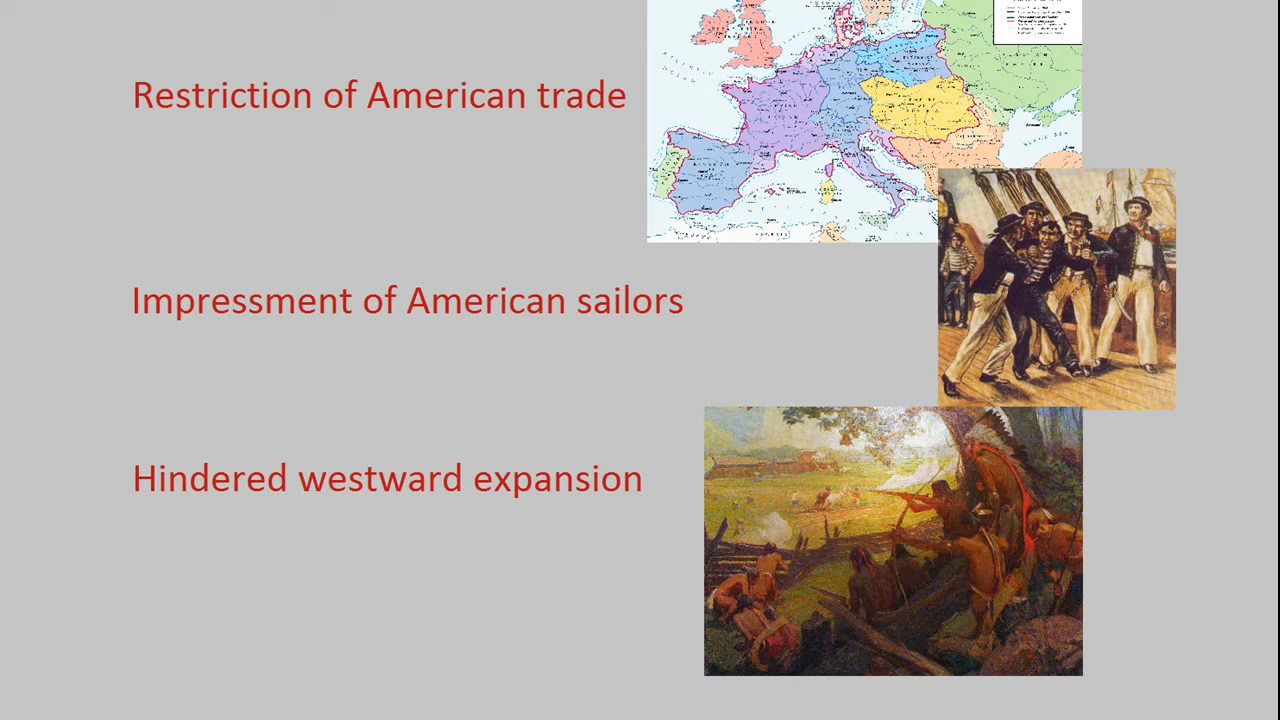 Restriction of American trade
Impressment of American sailors
Hindered westward expansion